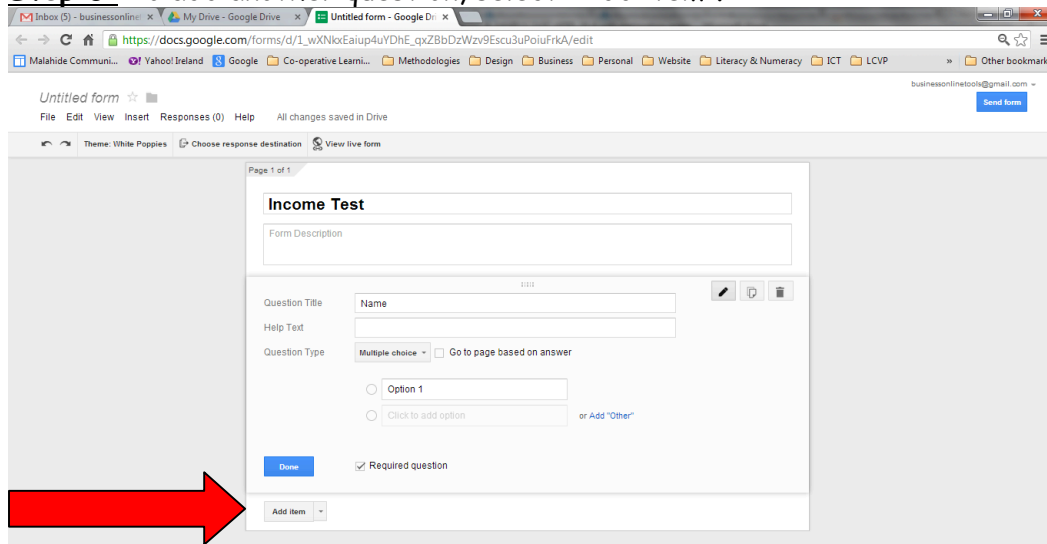 M Inbox (5) - businessonline × My Drive - Google Drive × Untitled form - Google Dri ×
https://docs.google.com/forms/d/1_wXNkxEaiup4uYDhE_qxZBbDzWzv9Escu3uPoiuFrkA/edit
Malahide Communi... Yahoo! Ireland Google Co-operative Learni... Methodologies Design Business Personal Website Literacy & Numeracy ICT LCVP » Other bookmark
businessonlinetools@gmail.com
Untitled form
Send form
File Edit View Insert Responses (0) Help All changes saved in Drive
Theme: White Poppies Choose response destination View live form
Page 1 of 1
Income Test
Form Description
Question Title Name
Help Text
Question Type Multiple choice Go to page based on answer
Option 1
Click to add option or Add "Other"
Done Required question
Add item